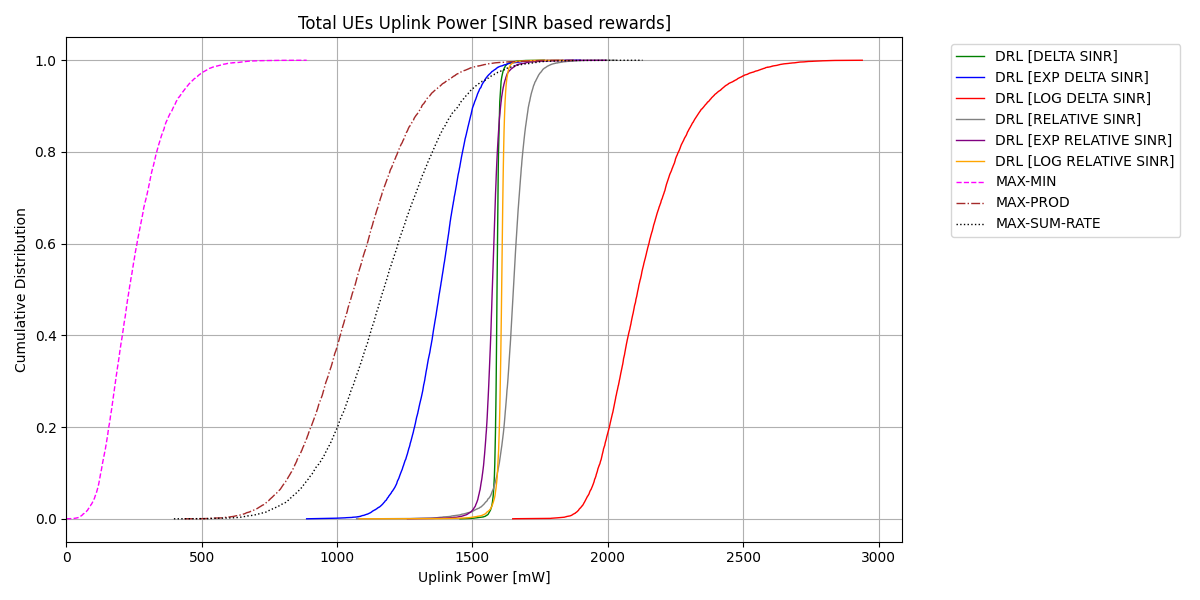 Total UEs Uplink Power [SINR based rewards]
DRL [DELTA SINR]
DRL [EXP DELTA SINR]
DRL [LOG DELTA SINR]
DRL [RELATIVE SINR]
DRL [EXP RELATIVE SINR]
DRL [LOG RELATIVE SINR]
MAX-MIN
MAX-PROD
MAX-SUM-RATE
Cumulative Distribution
1.0
0.8
0.6
0.4
0.2
0.0
0 500 1000 1500 2000 2500 3000
Uplink Power [mW]